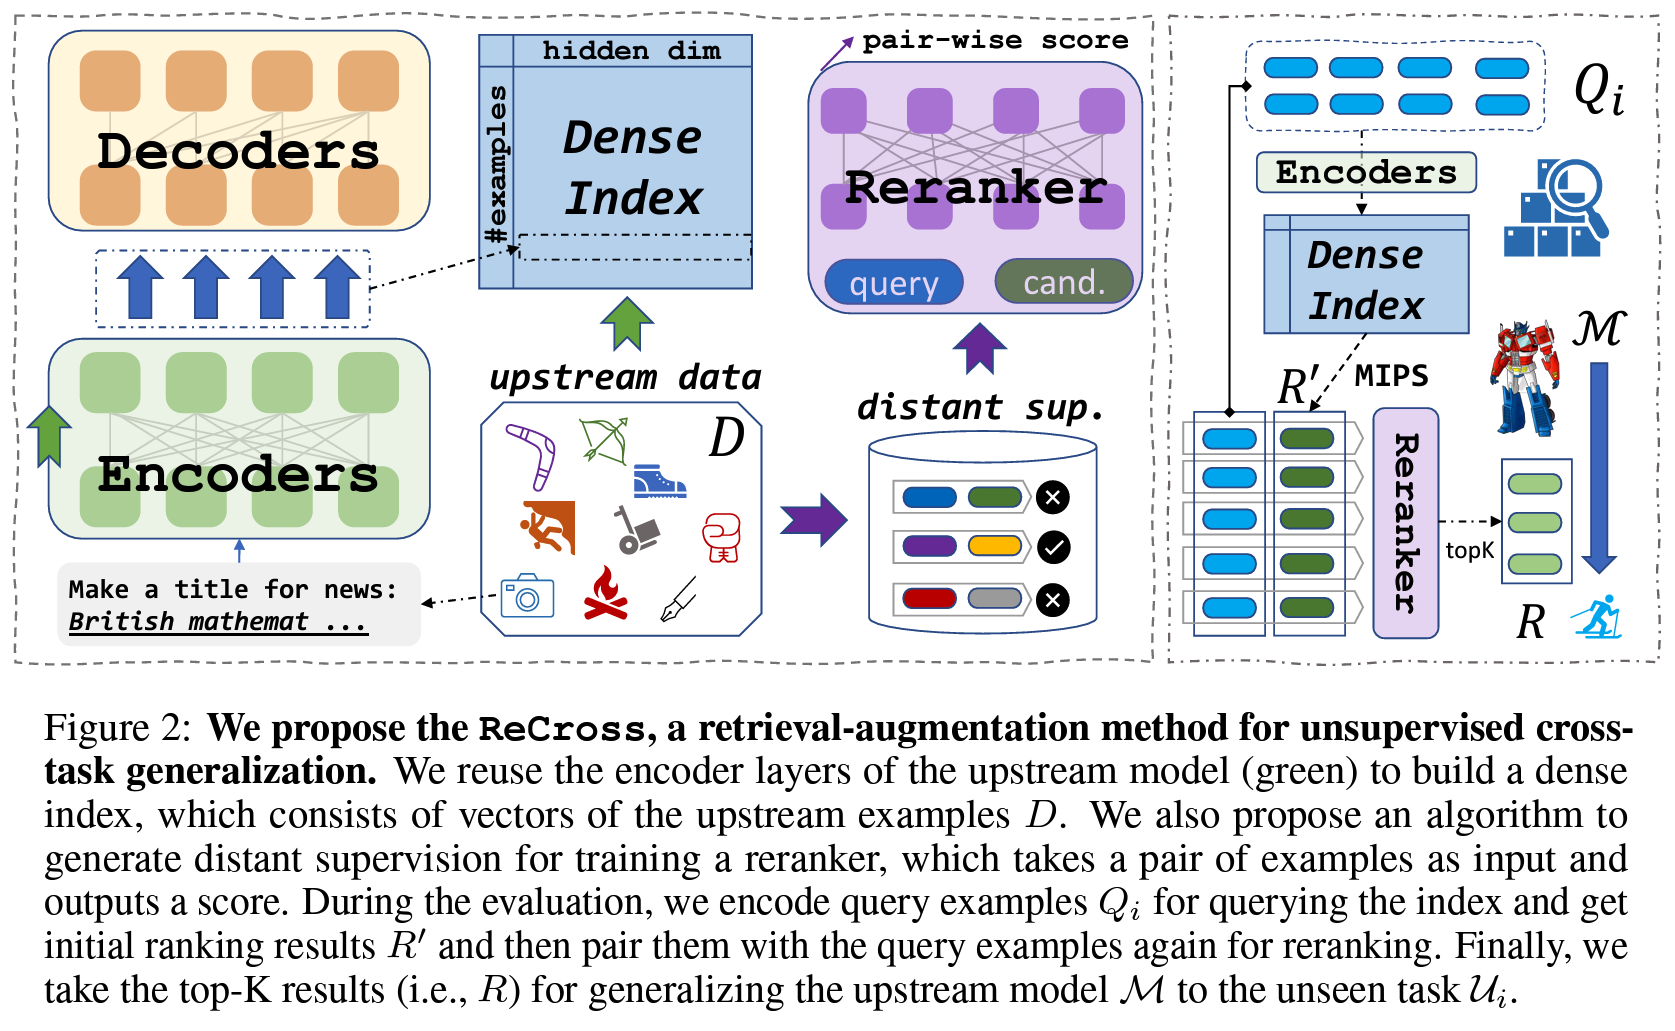 Decoders
Encoders
Make a title for news:
British mathemat ...
hidden dim
#examples
Dense
Index
upstream data
D
pair-wise score
Reranker
query
cand.
distant sup.
Q_i
Encoders
Dense
Index
R′
MIPS
Reranker
topK
M
R
Figure 2: We propose the ReCross, a retrieval-augmentation method for unsupervised cross-
task generalization. We reuse the encoder layers of the upstream model (green) to build a dense
index, which consists of vectors of the upstream examples D. We also propose an algorithm to
generate distant supervision for training a reranker, which takes a pair of examples as input and
outputs a score. During the evaluation, we encode query examples Q_i for querying the index and get
initial ranking results R′ and then pair them with the query examples again for reranking. Finally, we
take the top-K results (i.e., R) for generalizing the upstream model M to the unseen task U_i.